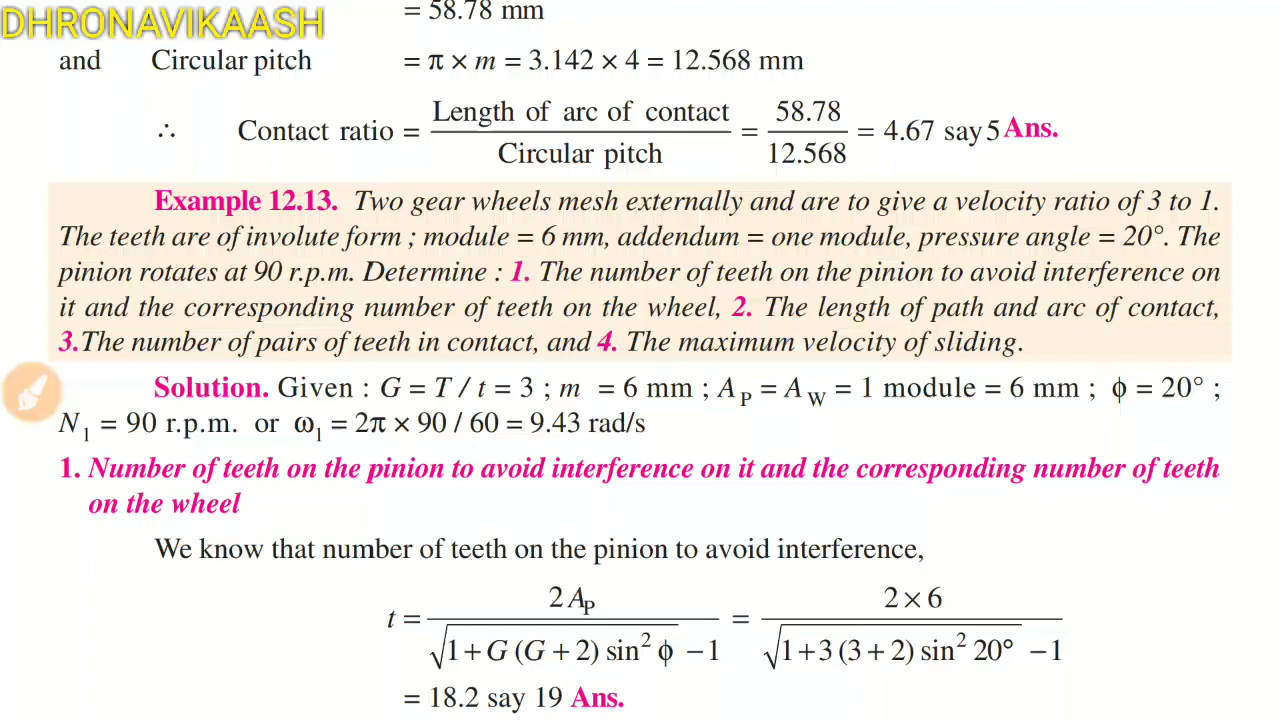 DHRONAVIKAASH
= 58.78 mm
and Circular pitch = π × m = 3.142 × 4 = 12.568 mm
∴ Contact ratio = Length of arc of contact / Circular pitch = 58.78 / 12.568 = 4.67 say 5 Ans.
Example 12.13. Two gear wheels mesh externally and are to give a velocity ratio of 3 to 1.
The teeth are of involute form ; module = 6 mm, addendum = one module, pressure angle = 20°. The
pinion rotates at 90 r.p.m. Determine : 1. The number of teeth on the pinion to avoid interference on
it and the corresponding number of teeth on the wheel, 2. The length of path and arc of contact,
3.The number of pairs of teeth in contact, and 4. The maximum velocity of sliding.
Solution. Given : G = T / t = 3 ; m = 6 mm ; A_P = A_W = 1 module = 6 mm ; ϕ = 20° ;
N_1 = 90 r.p.m. or ω_1 = 2π × 90 / 60 = 9.43 rad/s
1. Number of teeth on the pinion to avoid interference on it and the corresponding number of teeth
on the wheel
We know that number of teeth on the pinion to avoid interference,
t = 2 A_P / (√(1 + G (G + 2) sin² ϕ) − 1) = 2 × 6 / (√(1 + 3 (3 + 2) sin² 20°) − 1)
= 18.2 say 19 Ans.